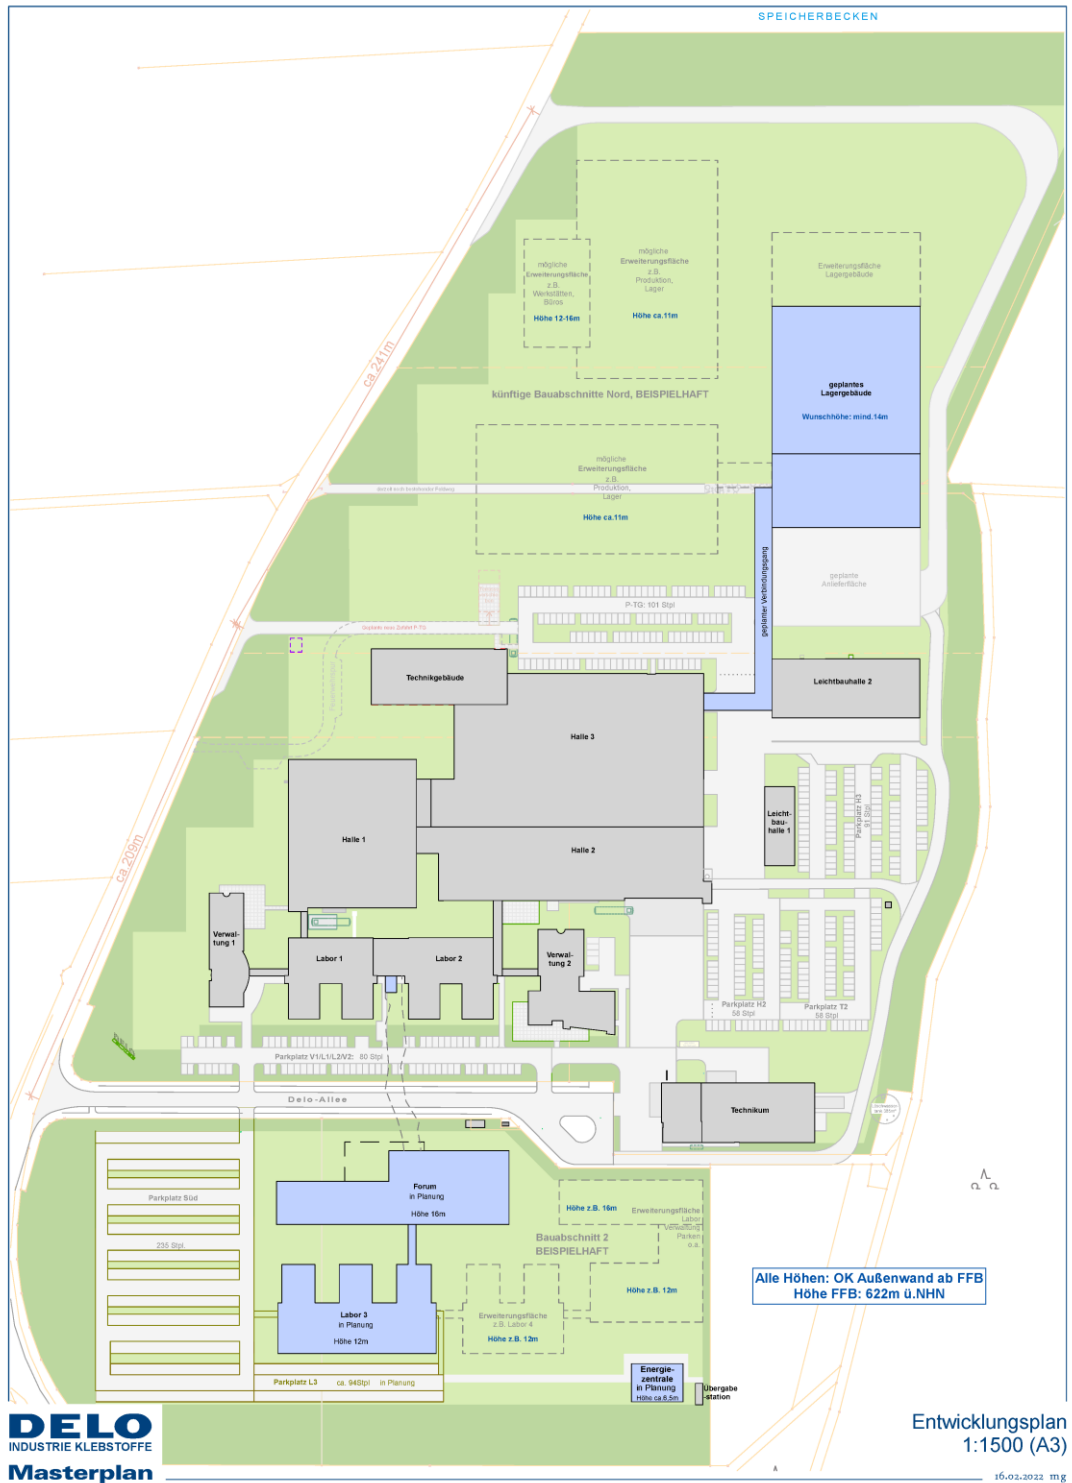 SPEICHERBECKEN
mögliche
Erweiterungsfläche
z.B.
Produktion,
Lager
Höhe ca.11m
mögliche
Erweiterungsfläche
z.B.
Werkstätten,
Büros
Höhe 12-16m
Erweiterungsfläche
Lagergebäude
ca.241m
geplantes
Lagergebäude
Wunschhöhe: mind.14m
künftige Bauabschnitte Nord, BEISPIELHAFT
mögliche
Erweiterungsfläche
z.B.
Produktion,
Lager
Höhe ca.11m
geplanter Verbindungsgang
geplante
Anlieferfläche
P-TG: 101 Stpl
Technikgebäude
Leichtbauhalle 2
Halle 3
Halle 1
Halle 2
Leicht-
bau-
halle 1
Parkplatz H3
91 Stpl
ca.209m
Verwal-
tung 1
Labor 1
Labor 2
Verwal-
tung 2
Parkplatz H2
58 Stpl
Parkplatz T2
58 Stpl
DELO
Parkplatz V1/L1/L2/V2: 80 Stpl
Delo-Allee
Technikum
Parkplatz Süd
235 Stpl.
Forum
in Planung
Höhe 16m
Höhe z.B. 16m
Erweiterungsfläche
Labor
Verwaltung
Parken
o.a.
Bauabschnitt 2
BEISPIELHAFT
Höhe z.B. 12m
Alle Höhen: OK Außenwand ab FFB
Höhe FFB: 622m ü.NHN
Labor 3
in Planung
Höhe 12m
Erweiterungsfläche
z.B. Labor 4
Höhe z.B. 12m
Parkplatz L3 ca. 94Stpl in Planung
Energie-
zentrale
in Planung
Höhe ca.8,5m
Übergabe
-station
DELO
INDUSTRIE KLEBSTOFFE
Masterplan
Entwicklungsplan
1:1500 (A3)
16.02.2022 mg